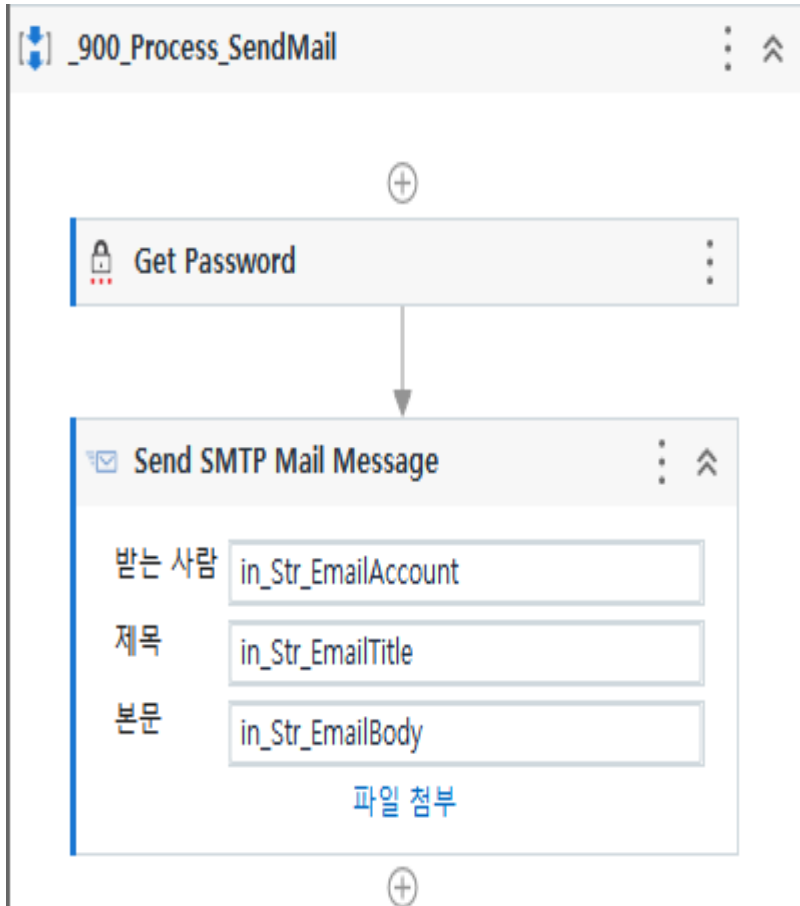 _900_Process_SendMail
Get Password
Send SMTP Mail Message
받는 사람 in_Str_EmailAccount
제목 in_Str_EmailTitle
본문 in_Str_EmailBody
파일 첨부